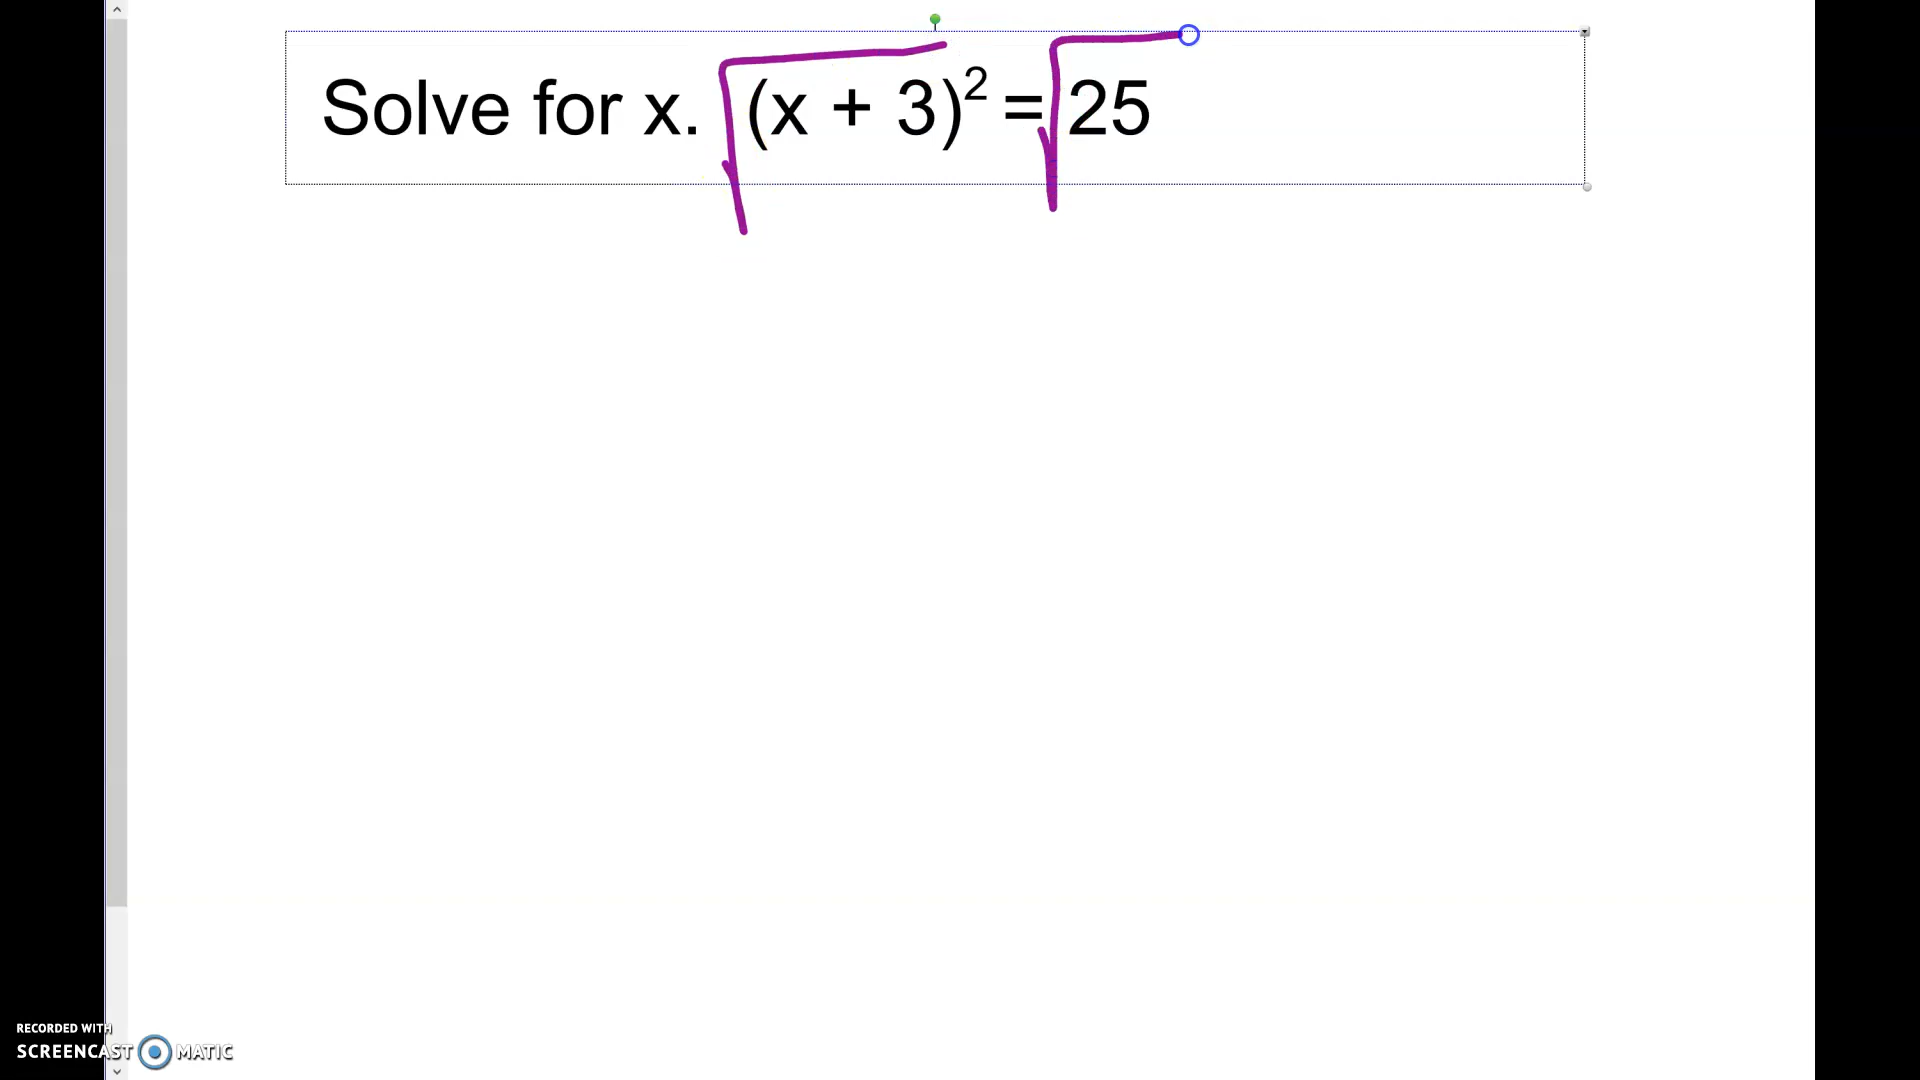 Solve for x. √(x + 3)² = √25
RECORDED WITH
SCREENCAST MATIC